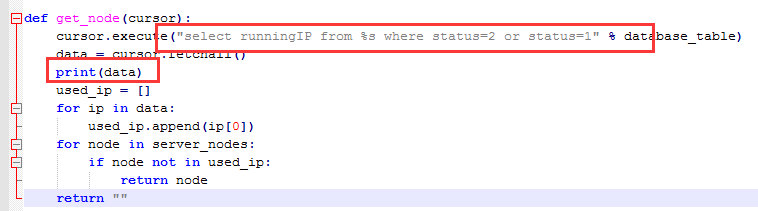 def get_node(cursor):
    cursor.execute("select runningIP from %s where status=2 or status=1" % database_table)
    data = cursor.fetchall()
    print(data)
    used_ip = []
    for ip in data:
        used_ip.append(ip[0])
    for node in server_nodes:
        if node not in used_ip:
            return node
    return ""